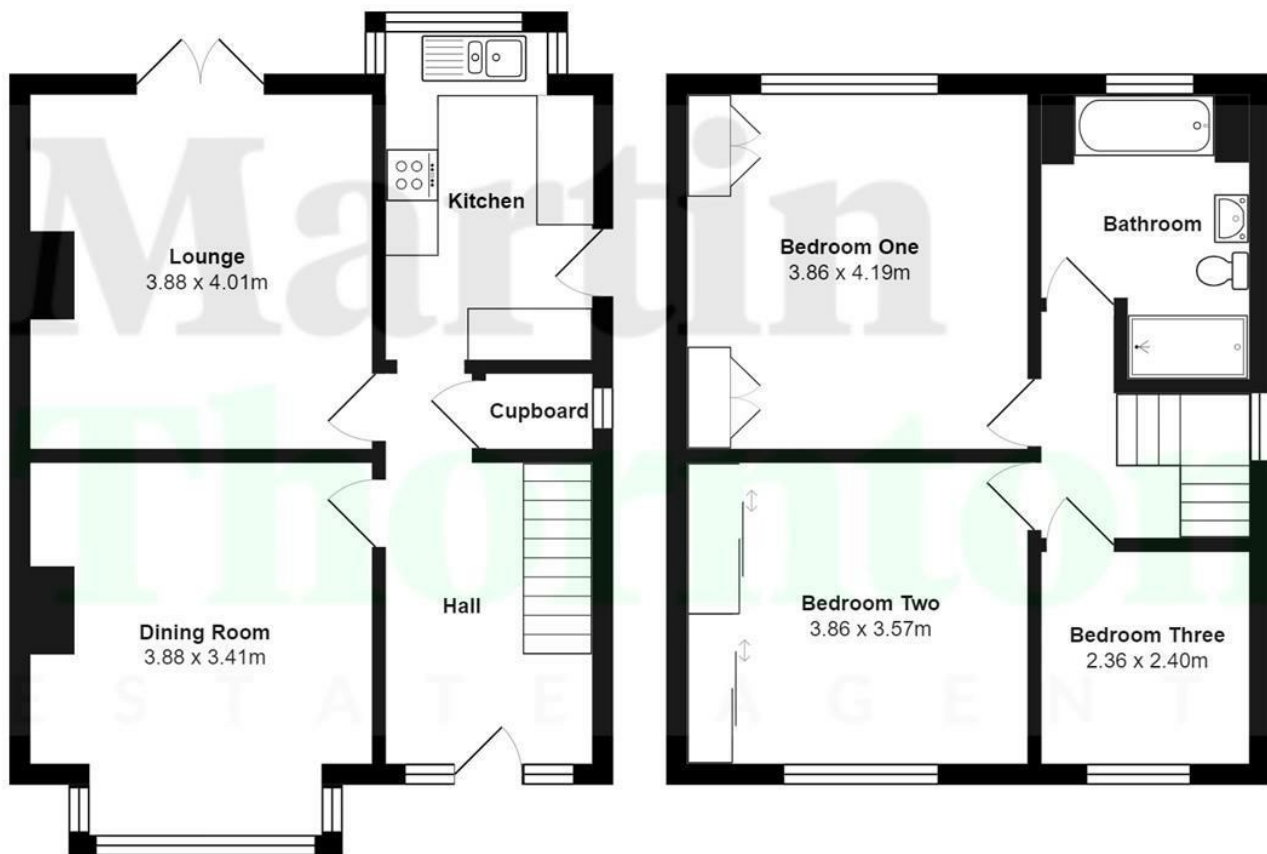 Martin
Thornton
ESTATE AGENT
Lounge
3.88 x 4.01m
Kitchen
Cupboard
Dining Room
3.88 x 3.41m
Hall
Bedroom One
3.86 x 4.19m
Bathroom
Bedroom Two
3.86 x 3.57m
Bedroom Three
2.36 x 2.40m